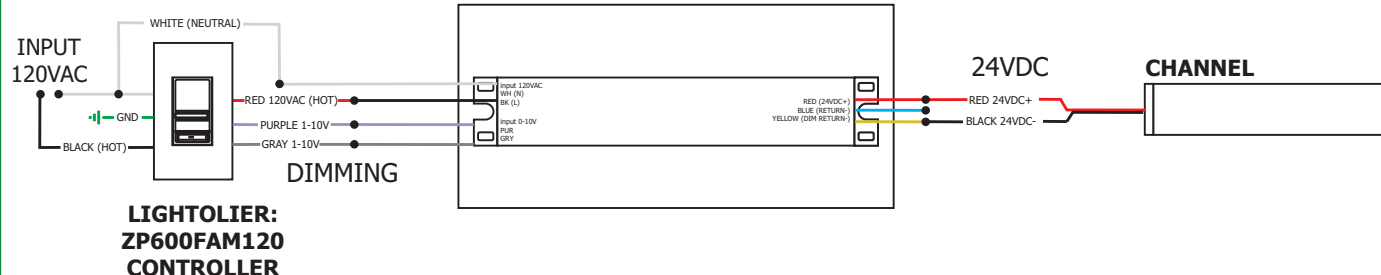 WHITE (NEUTRAL)
INPUT
120VAC
GND
BLACK (HOT)
RED 120VAC (HOT)
PURPLE 1-10V
GRAY 1-10V
DIMMING
LIGHTOLIER:
ZP600FAM120
CONTROLLER
input 120VAC
WH (N)
BK (L)
input 0-10V
PUR
GRY
RED (24VDC+)
BLUE (RETURN-)
YELLOW (DIM RETURN-)
24VDC
RED 24VDC+
BLACK 24VDC-
CHANNEL